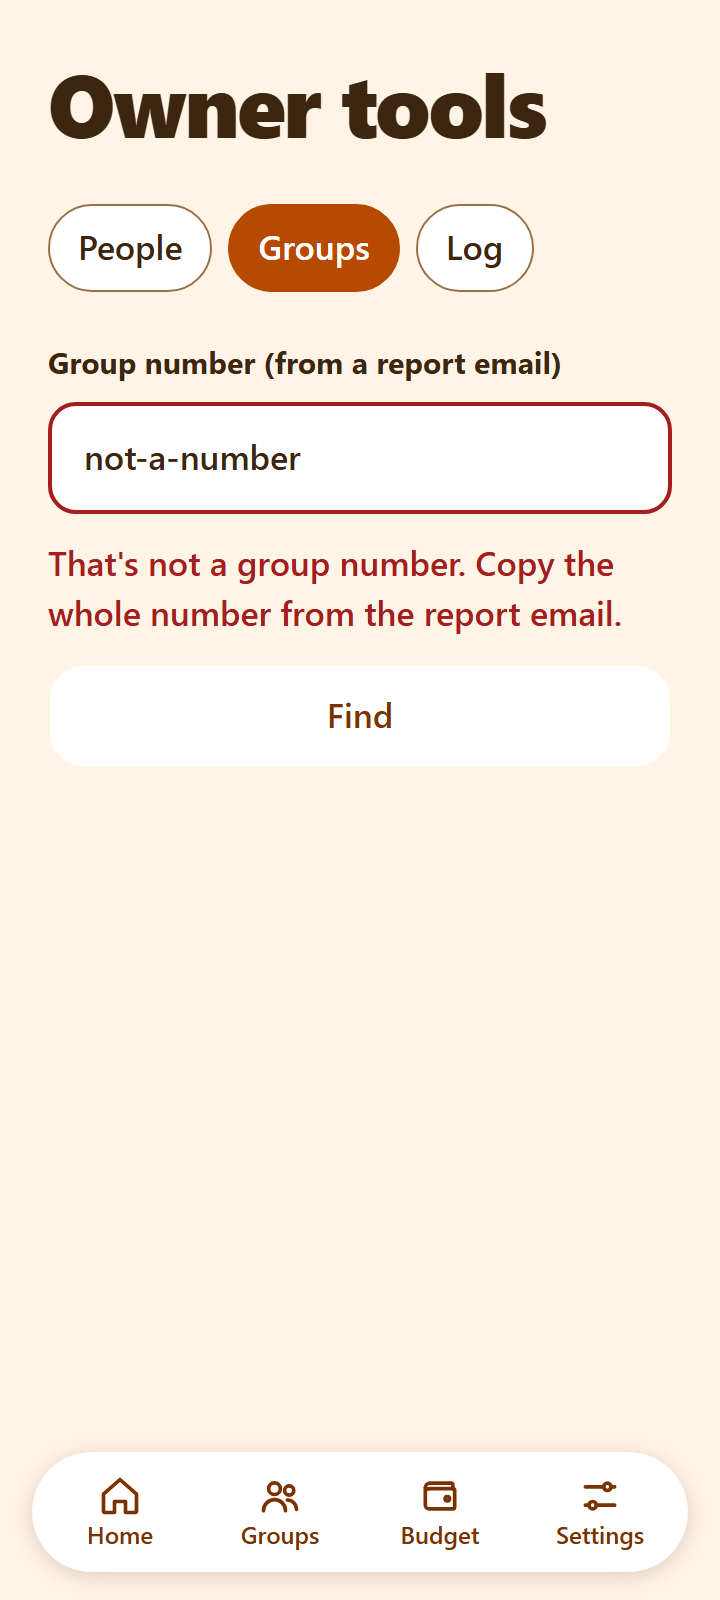 Owner tools
People
Groups
Log
Group number (from a report email)
not-a-number
That's not a group number. Copy the
whole number from the report email.
Find
Home
Groups
Budget
Settings